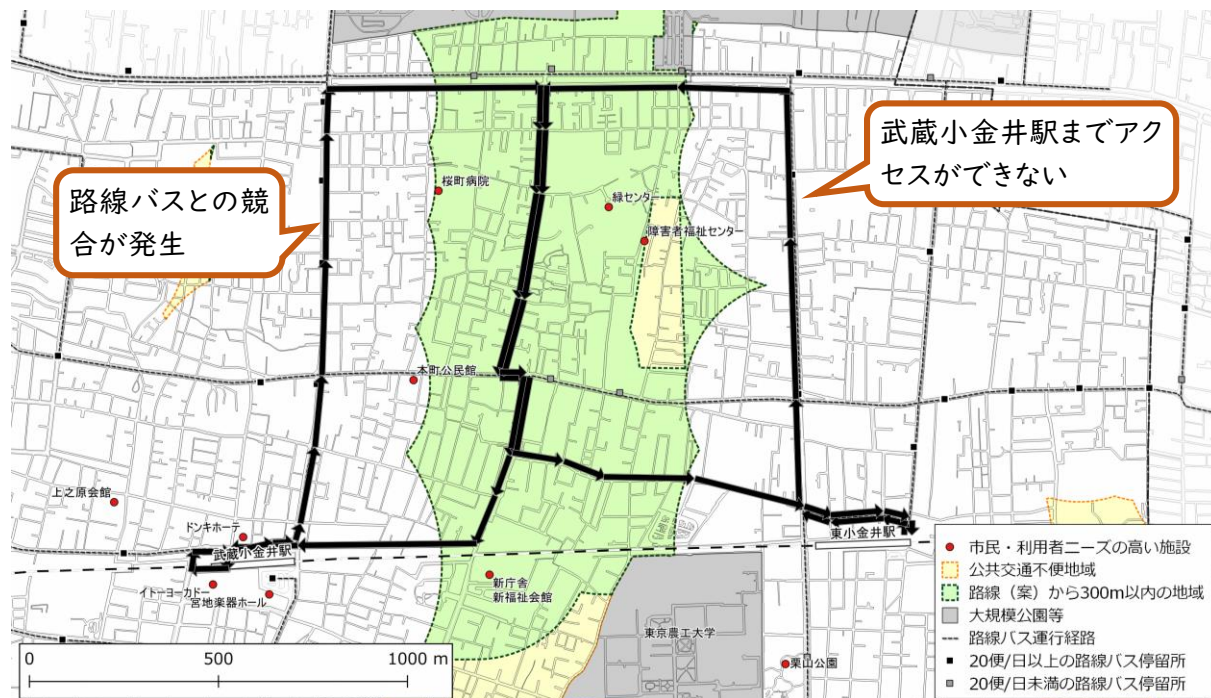 武蔵小金井駅までアク
セスができない
路線バスとの競
合が発生
桜町病院
緑センター
障害者福祉センター
本町公民館
上之原会館
ドンキホーテ
武蔵小金井駅
東小金井駅
イトーヨーカドー
宮地楽器ホール
新庁舎
新福祉会館
東京農工大学
栗山公園
市民・利用者ニーズの高い施設
公共交通不便地域
路線（案）から300m以内の地域
大規模公園等
路線バス運行経路
20便/日以上の路線バス停留所
20便/日未満の路線バス停留所
0 500 1000 m